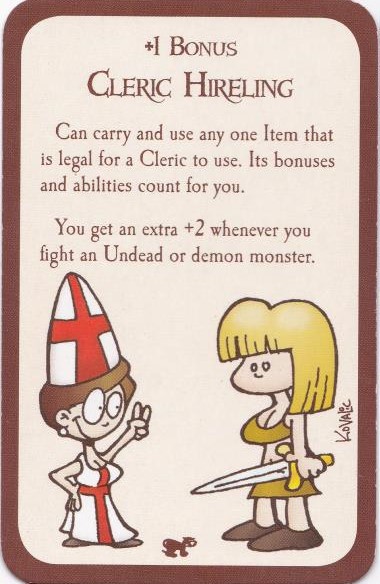 +1 Bonus
Cleric Hireling
Can carry and use any one Item that
is legal for a Cleric to use. Its bonuses
and abilities count for you.
You get an extra +2 whenever you
fight an Undead or demon monster.
Kovalic